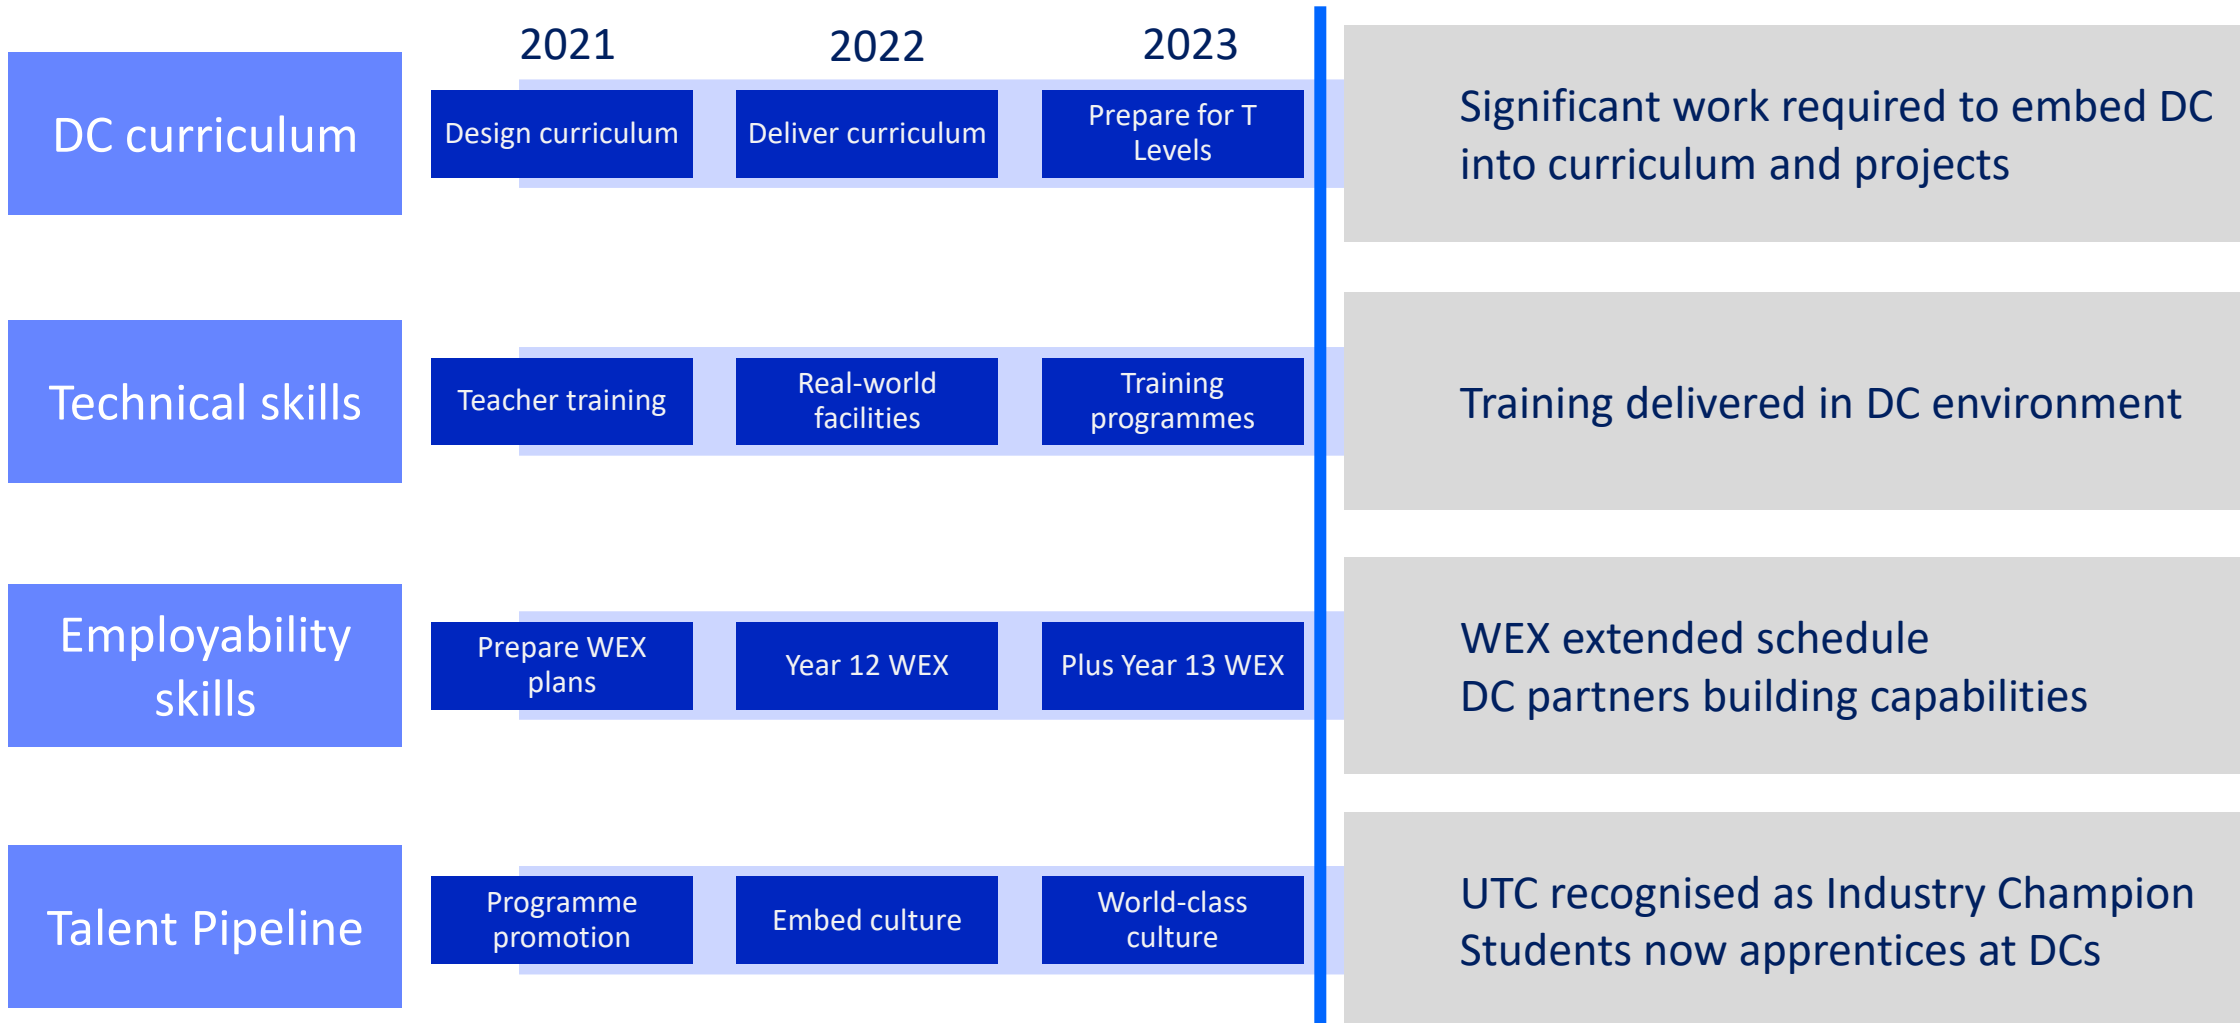 2021
2022
2023
DC curriculum
Design curriculum
Deliver curriculum
Prepare for T
Levels
Significant work required to embed DC
into curriculum and projects
Technical skills
Teacher training
Real-world
facilities
Training
programmes
Training delivered in DC environment
Employability
skills
Prepare WEX
plans
Year 12 WEX
Plus Year 13 WEX
WEX extended schedule
DC partners building capabilities
Talent Pipeline
Programme
promotion
Embed culture
World-class
culture
UTC recognised as Industry Champion
Students now apprentices at DCs